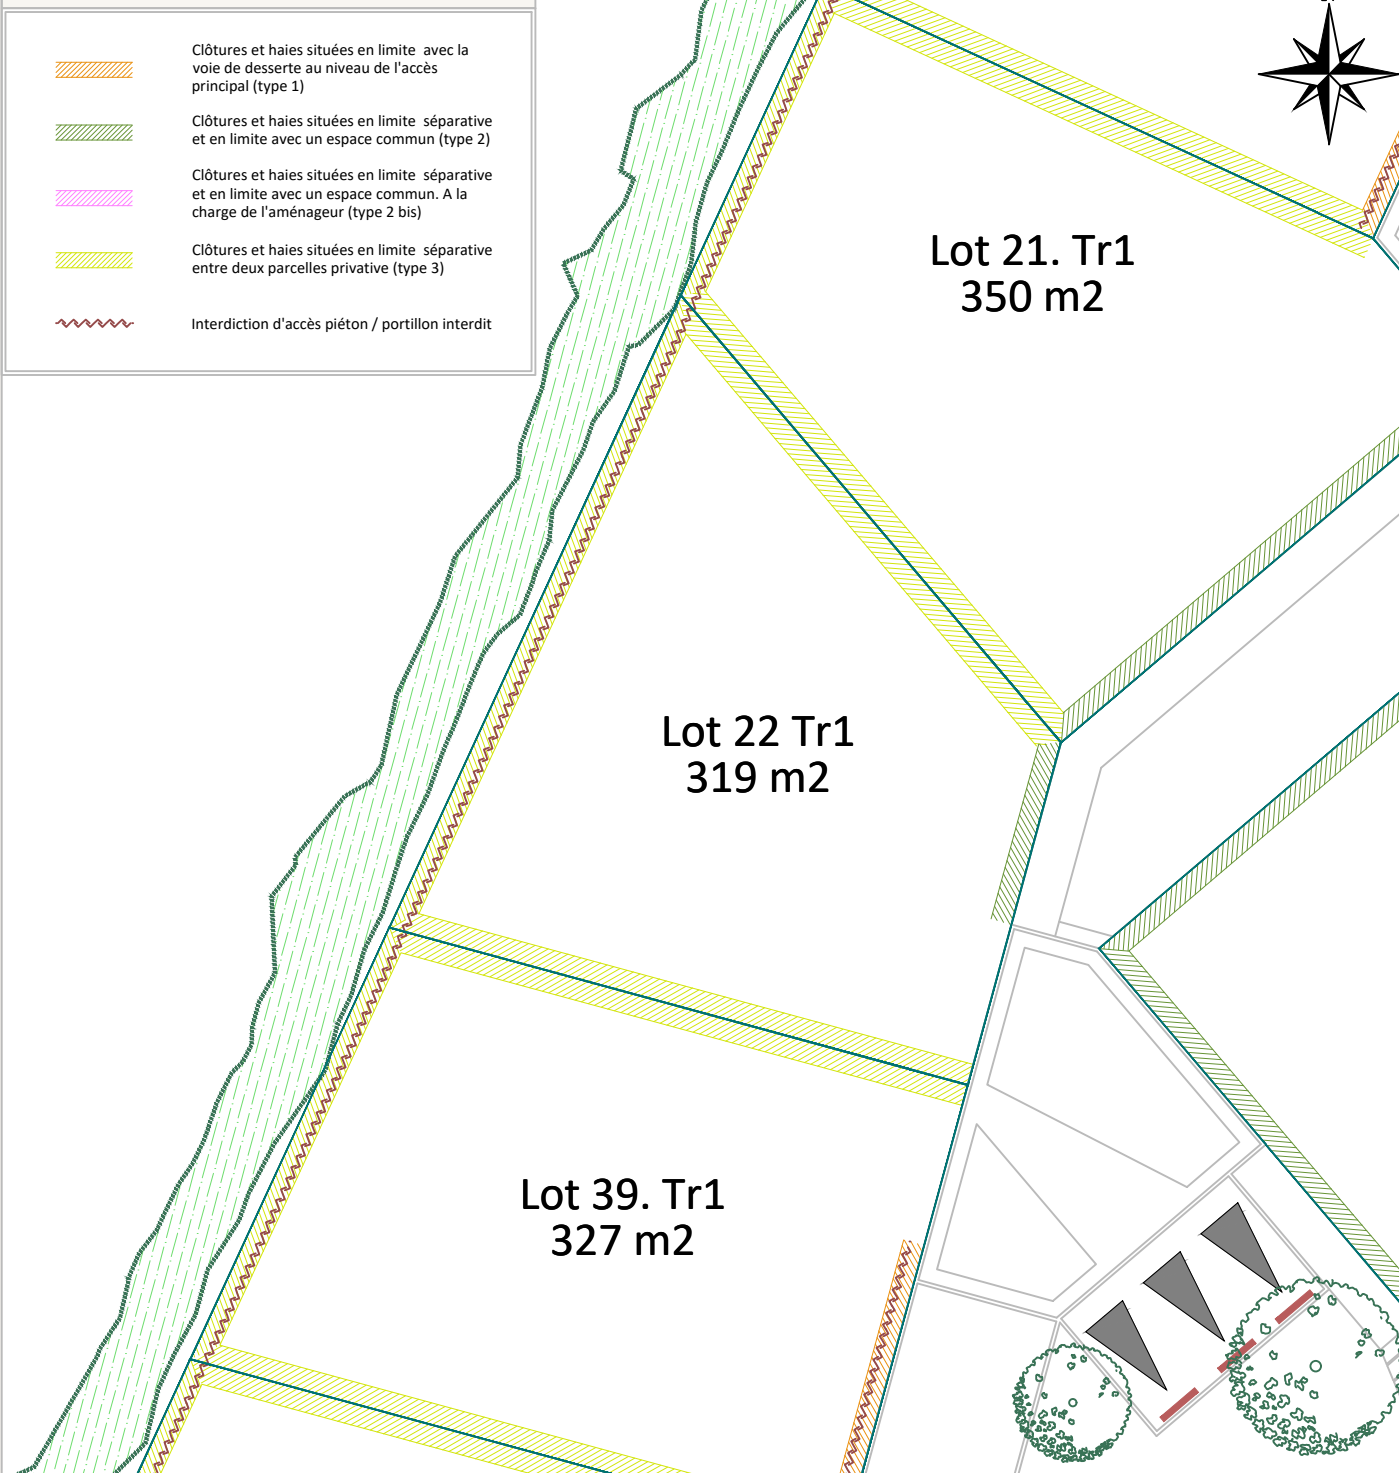 Clôtures et haies situées en limite avec la
voie de desserte au niveau de l'accès
principal (type 1)
Clôtures et haies situées en limite séparative
et en limite avec un espace commun (type 2)
Clôtures et haies situées en limite séparative
et en limite avec un espace commun. A la
charge de l'aménageur (type 2 bis)
Clôtures et haies situées en limite séparative
entre deux parcelles privative (type 3)
Interdiction d'accès piéton / portillon interdit
Lot 21. Tr1
350 m2
Lot 22 Tr1
319 m2
Lot 39. Tr1
327 m2